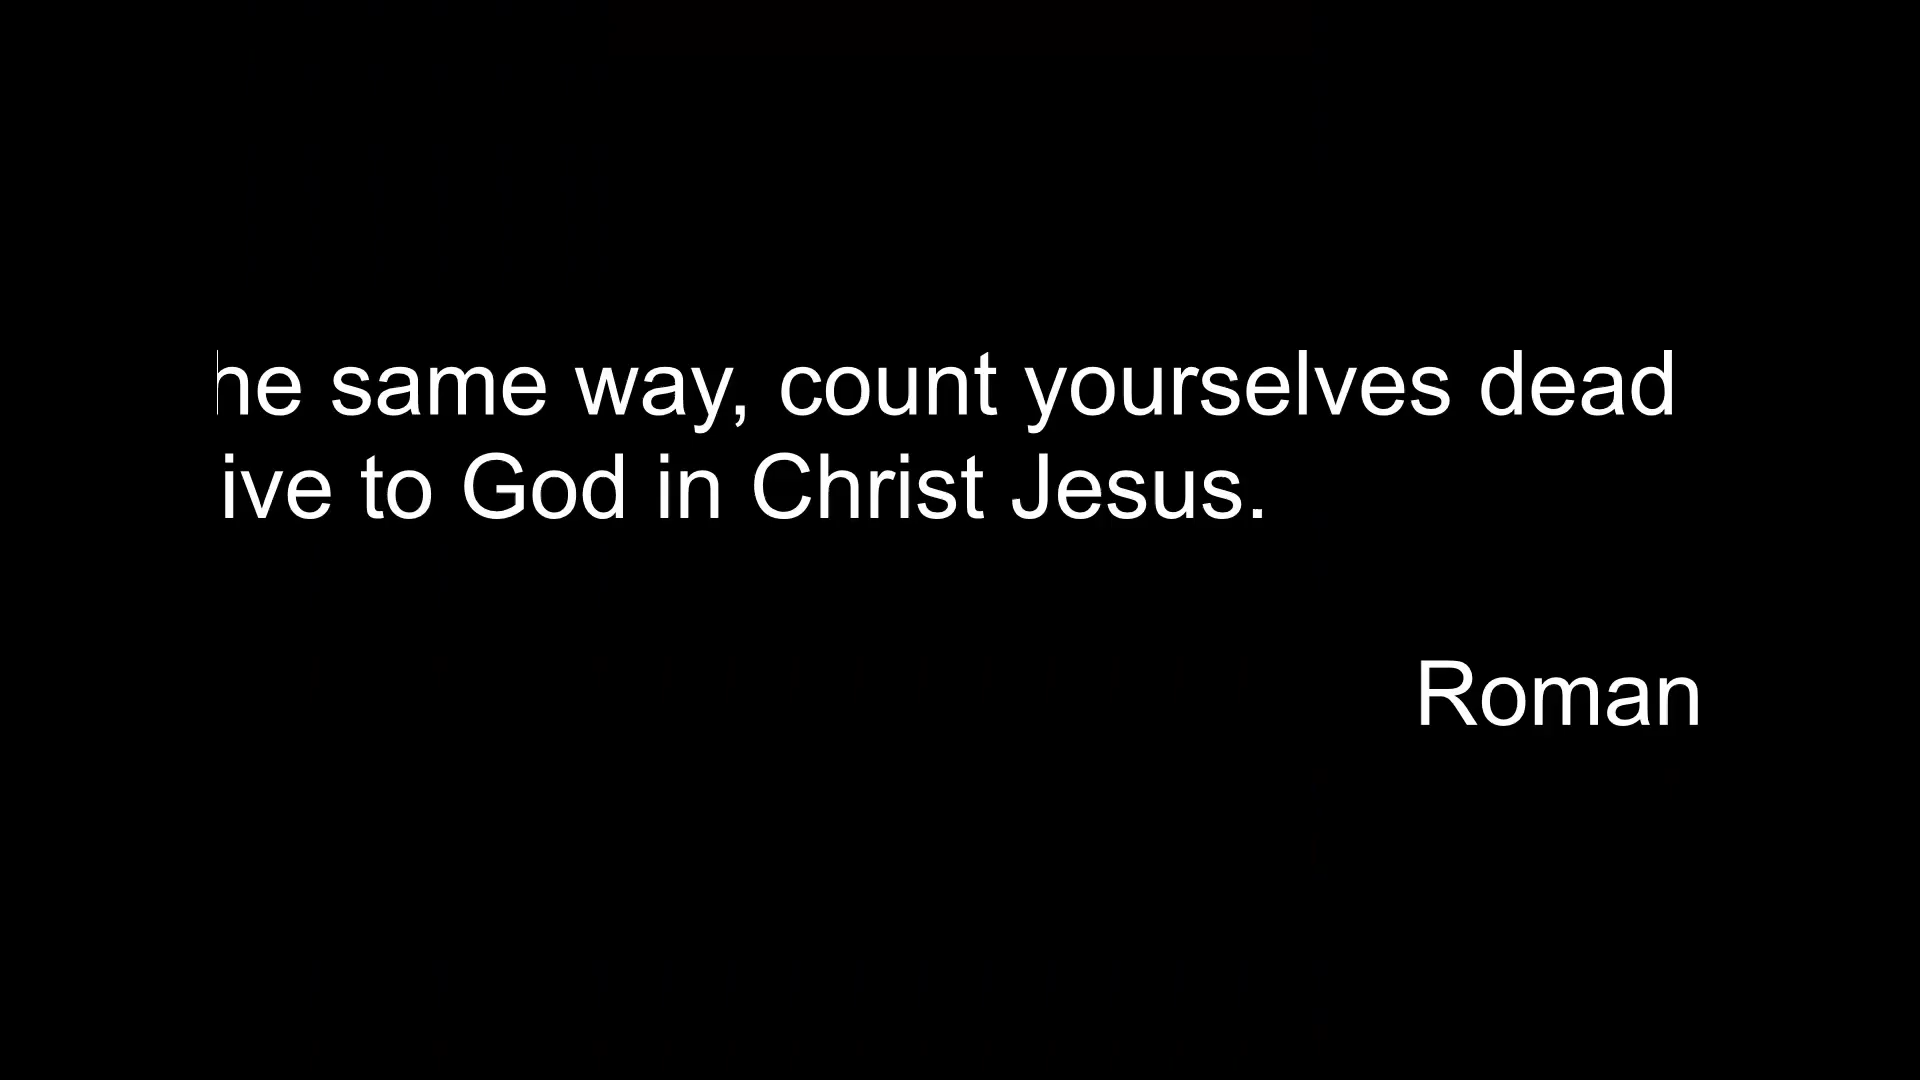 he same way, count yourselves dead
ive to God in Christ Jesus.
Roman